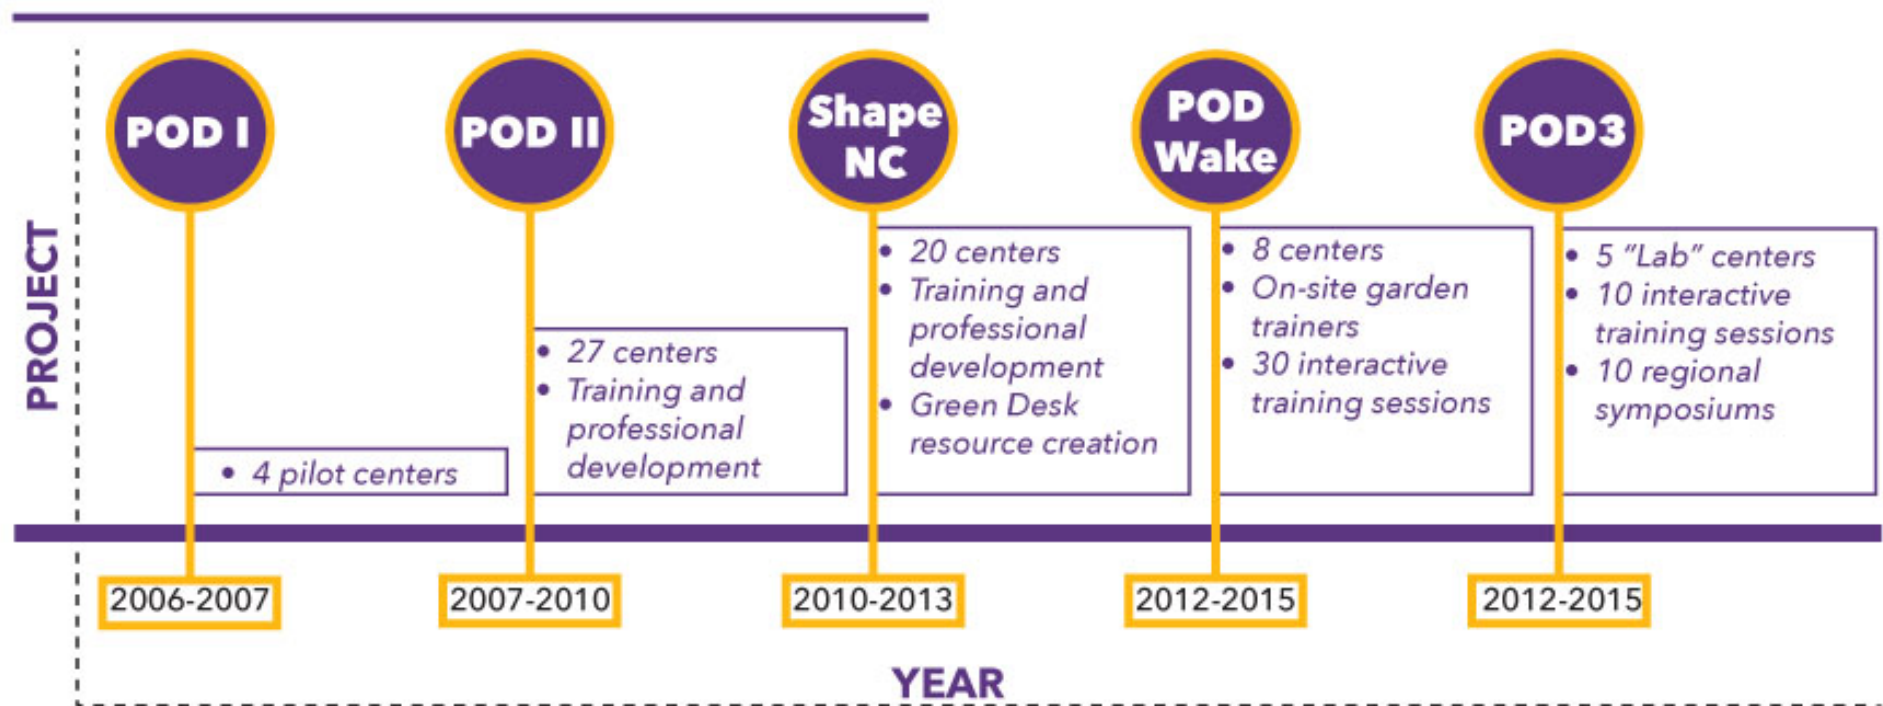 PROJECT
POD I
• 4 pilot centers
2006-2007
POD II
• 27 centers
• Training and
professional
development
2007-2010
Shape
NC
• 20 centers
• Training and
professional
development
• Green Desk
resource creation
2010-2013
POD
Wake
• 8 centers
• On-site garden
trainers
• 30 interactive
training sessions
2012-2015
POD3
• 5 “Lab” centers
• 10 interactive
training sessions
• 10 regional
symposiums
2012-2015
YEAR